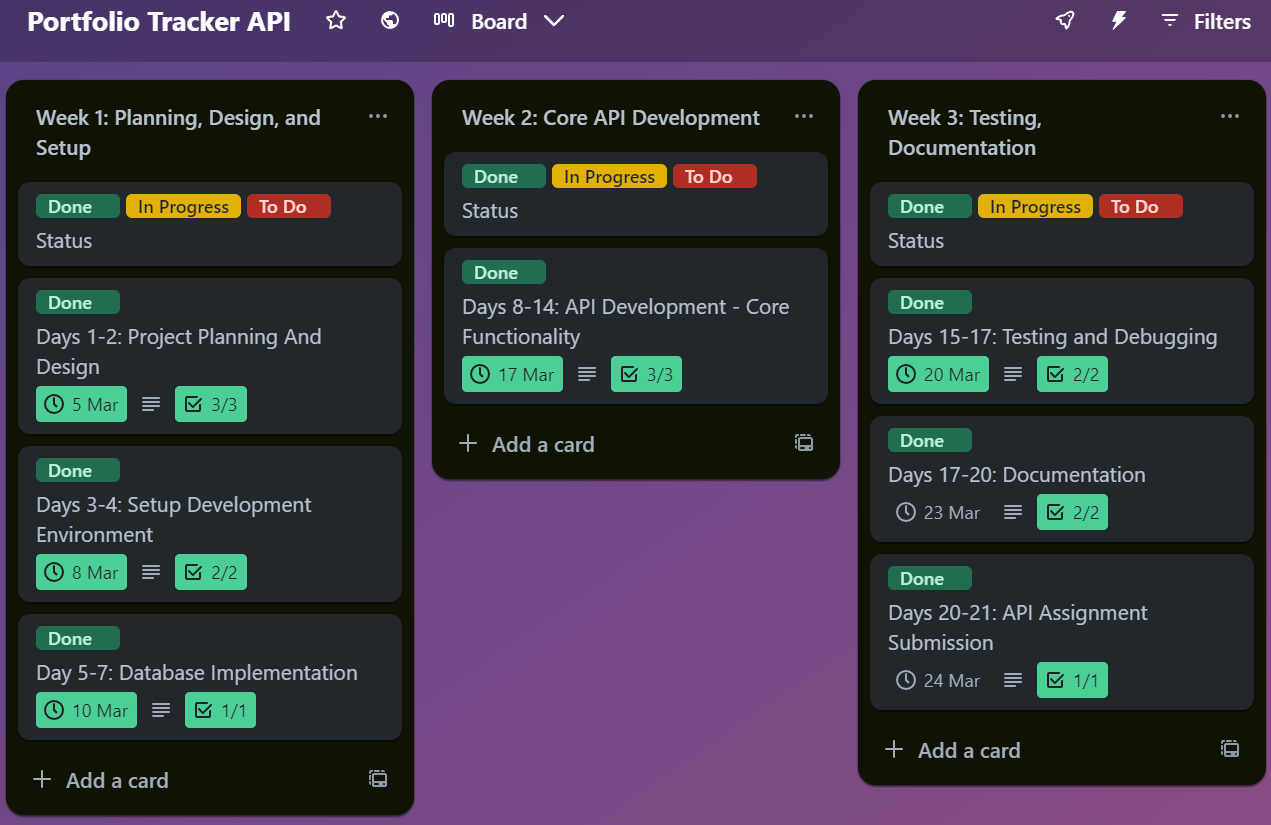 Portfolio Tracker API Board Filters
Week 1: Planning, Design, and
Setup
Done In Progress To Do
Status
Done
Days 1-2: Project Planning And
Design
5 Mar 3/3
Done
Days 3-4: Setup Development
Environment
8 Mar 2/2
Done
Day 5-7: Database Implementation
10 Mar 1/1
Add a card
Week 2: Core API Development
Done In Progress To Do
Status
Done
Days 8-14: API Development - Core
Functionality
17 Mar 3/3
Add a card
Week 3: Testing,
Documentation
Done In Progress To Do
Status
Done
Days 15-17: Testing and Debugging
20 Mar 2/2
Done
Days 17-20: Documentation
23 Mar 2/2
Done
Days 20-21: API Assignment
Submission
24 Mar 1/1
Add a card